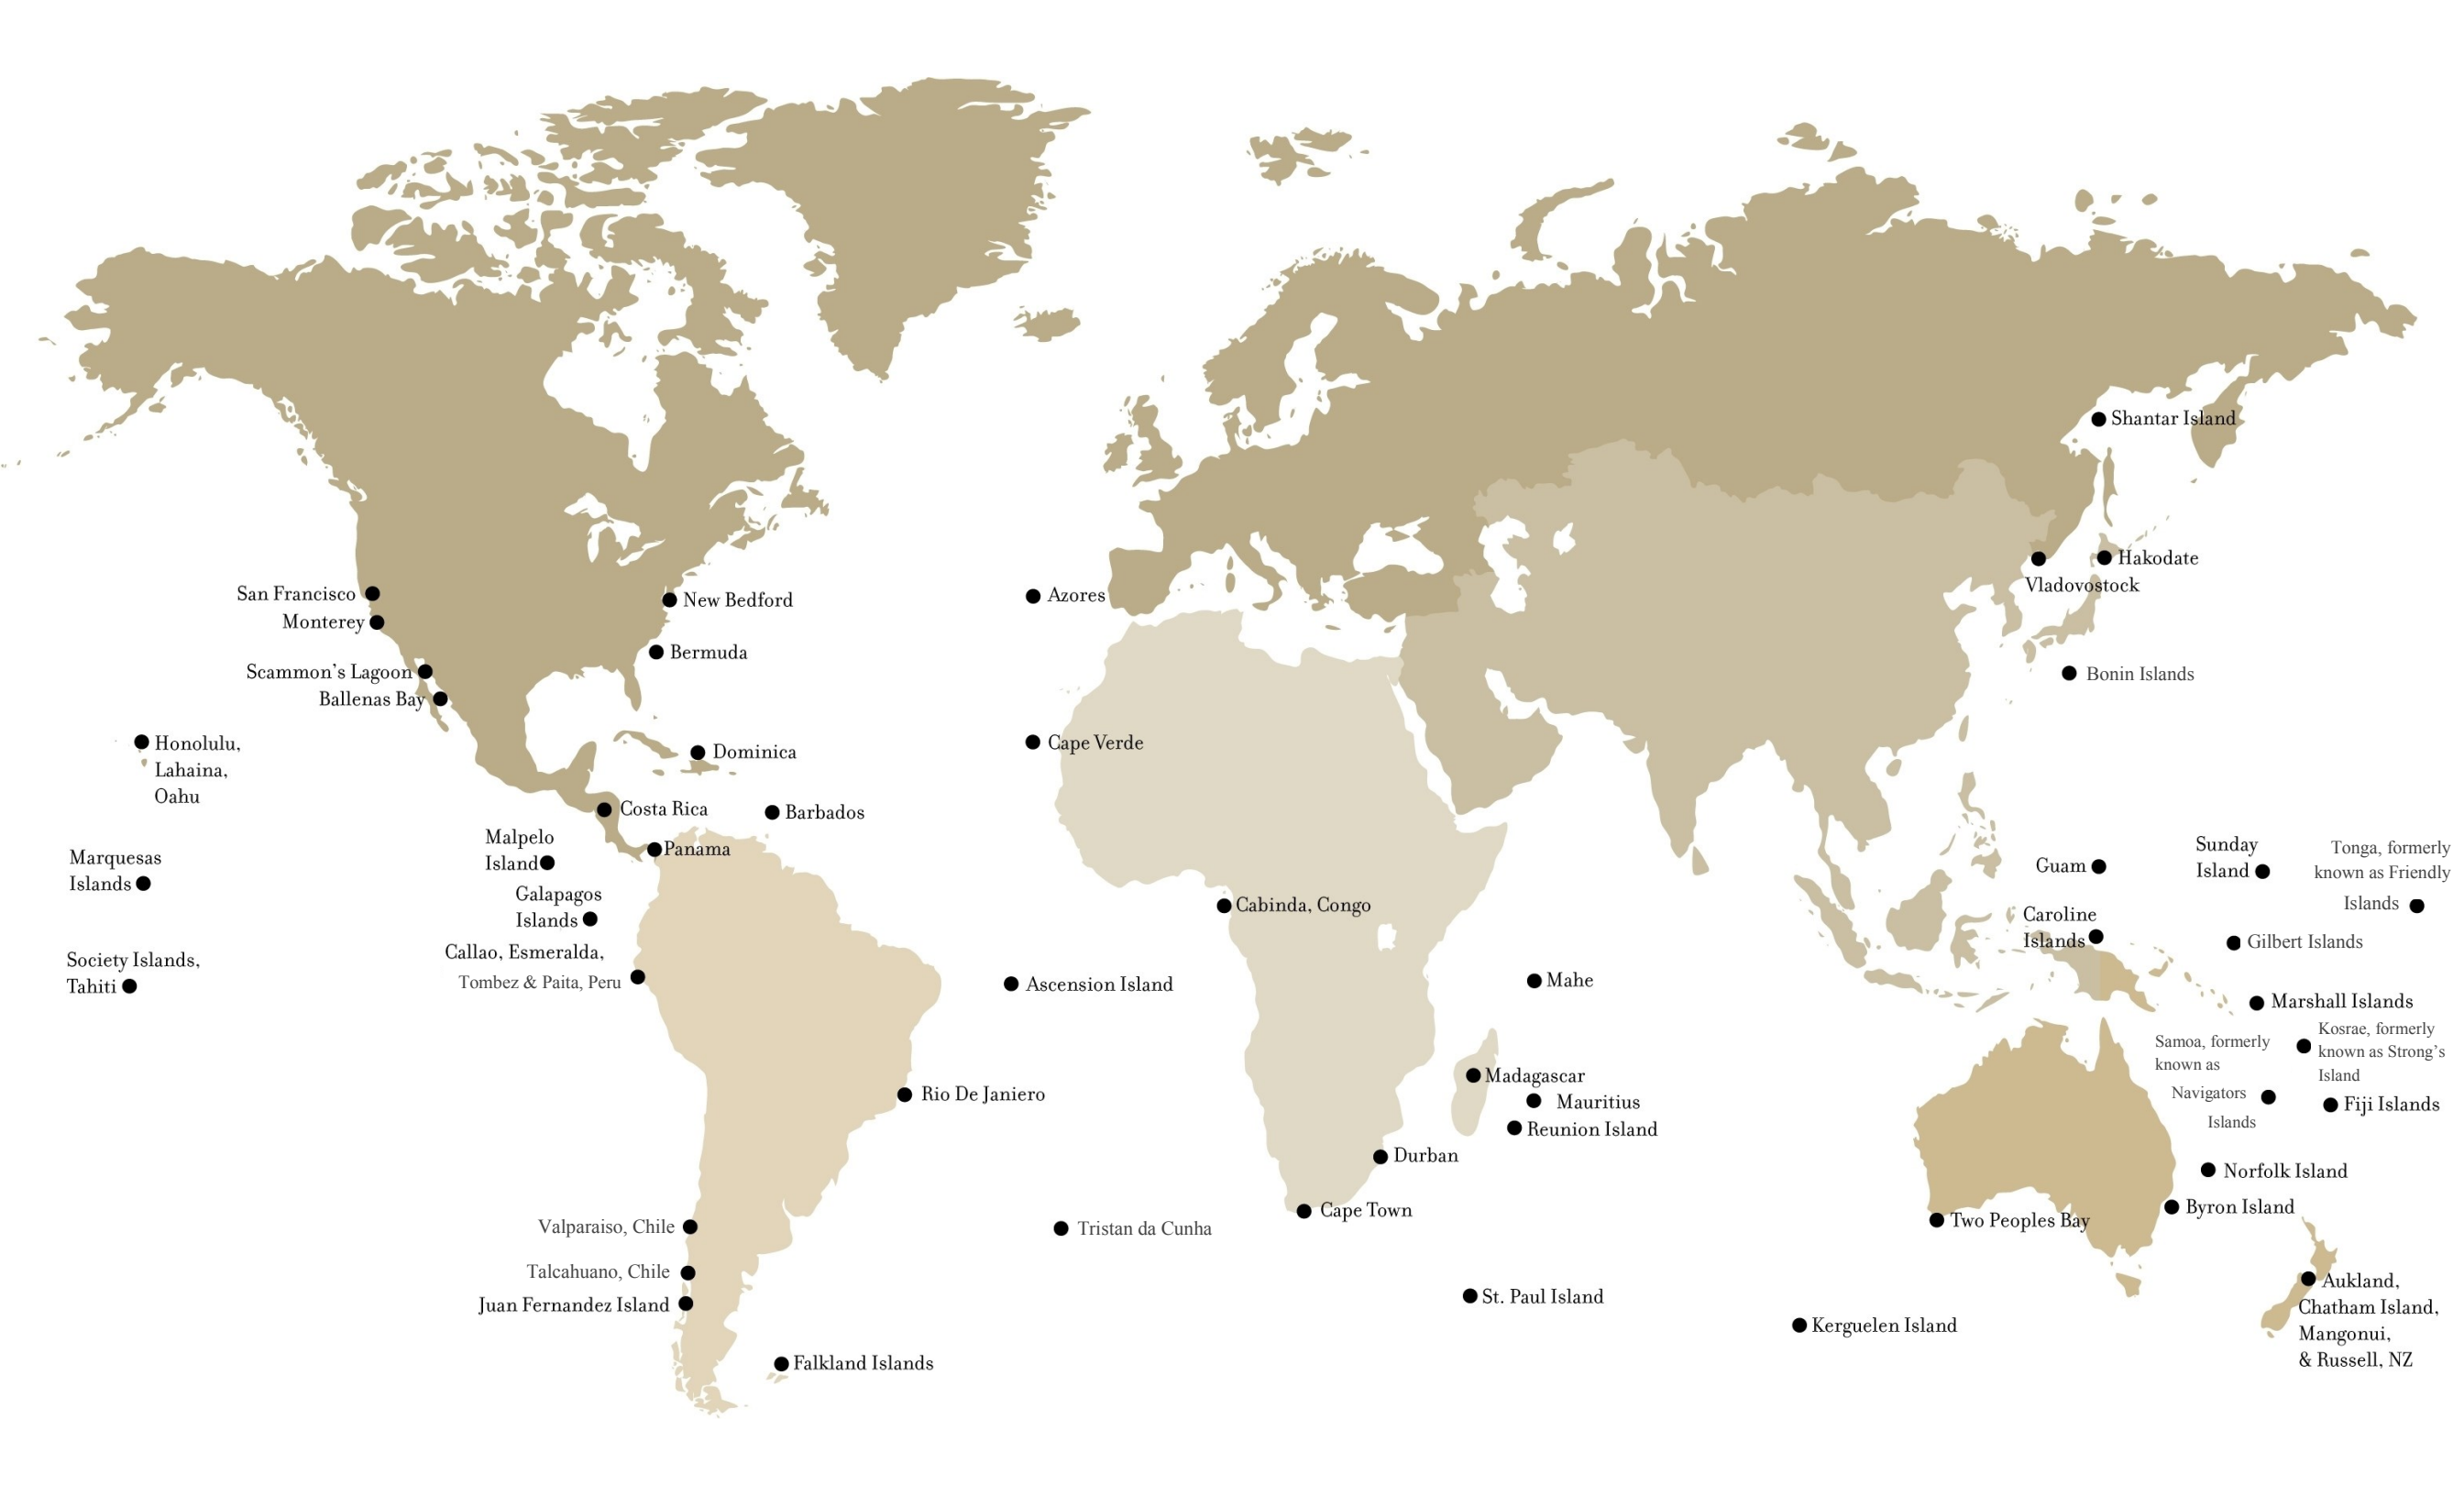 Shantar Island
Hakodate
Vladovostock
San Francisco
Monterey
New Bedford
Azores
Bermuda
Scammon's Lagoon
Ballenas Bay
Bonin Islands
Honolulu,
Lahaina,
Oahu
Dominica
Cape Verde
Costa Rica
Barbados
Malpelo
Island
Panama
Marquesas
Islands
Galapagos
Islands
Cabinda, Congo
Guam
Sunday
Island
Tonga, formerly
known as Friendly
Islands
Caroline
Islands
Gilbert Islands
Society Islands,
Tahiti
Callao, Esmeralda,
Tombez & Paita, Peru
Ascension Island
Mahe
Marshall Islands
Kosrae, formerly
known as Strong's
Island
Samoa, formerly
known as
Navigators
Islands
Fiji Islands
Rio De Janiero
Madagascar
Mauritius
Reunion Island
Durban
Norfolk Island
Cape Town
Byron Island
Two Peoples Bay
Valparaiso, Chile
Tristan da Cunha
Talcahuano, Chile
Juan Fernandez Island
St. Paul Island
Kerguelen Island
Aukland,
Chatham Island,
Mangonui,
& Russell, NZ
Falkland Islands